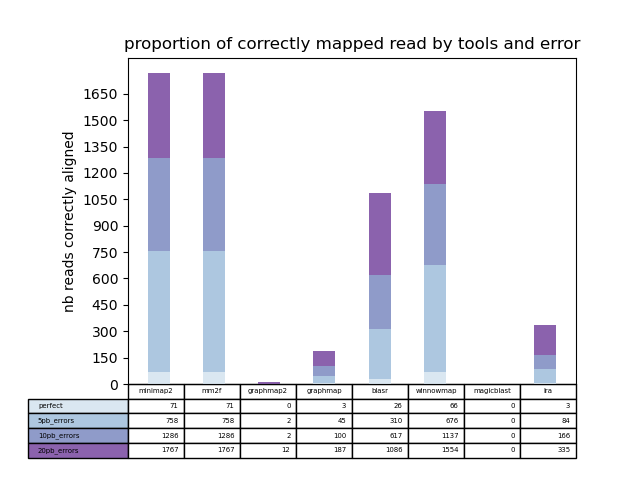 proportion of correctly mapped read by tools and error
nb reads correctly aligned
1650
1500
1350
1200
1050
900
750
600
450
300
150
0
minimap2 mm2f graphmap2 graphmap blasr winnowmap magicblast lra
perfect 71 71 0 3 26 66 0 3
5pb_errors 758 758 2 45 310 676 0 84
10pb_errors 1286 1286 2 100 617 1137 0 166
20pb_errors 1767 1767 12 187 1086 1554 0 335